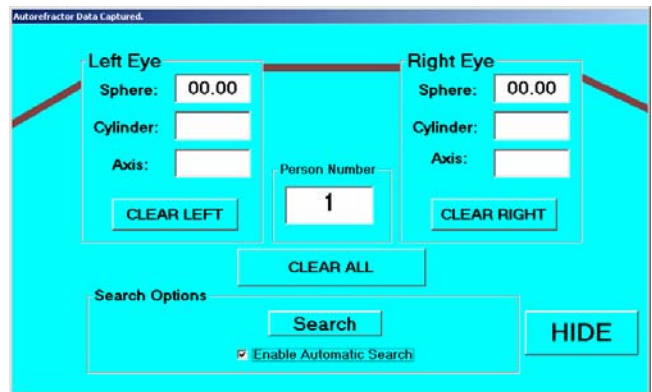 Autorefractor Data Captured.
Left Eye
Sphere: 00.00
Cylinder:
Axis:
CLEAR LEFT
Person Number
1
Right Eye
Sphere: 00.00
Cylinder:
Axis:
CLEAR RIGHT
CLEAR ALL
Search Options
Search
Enable Automatic Search
HIDE